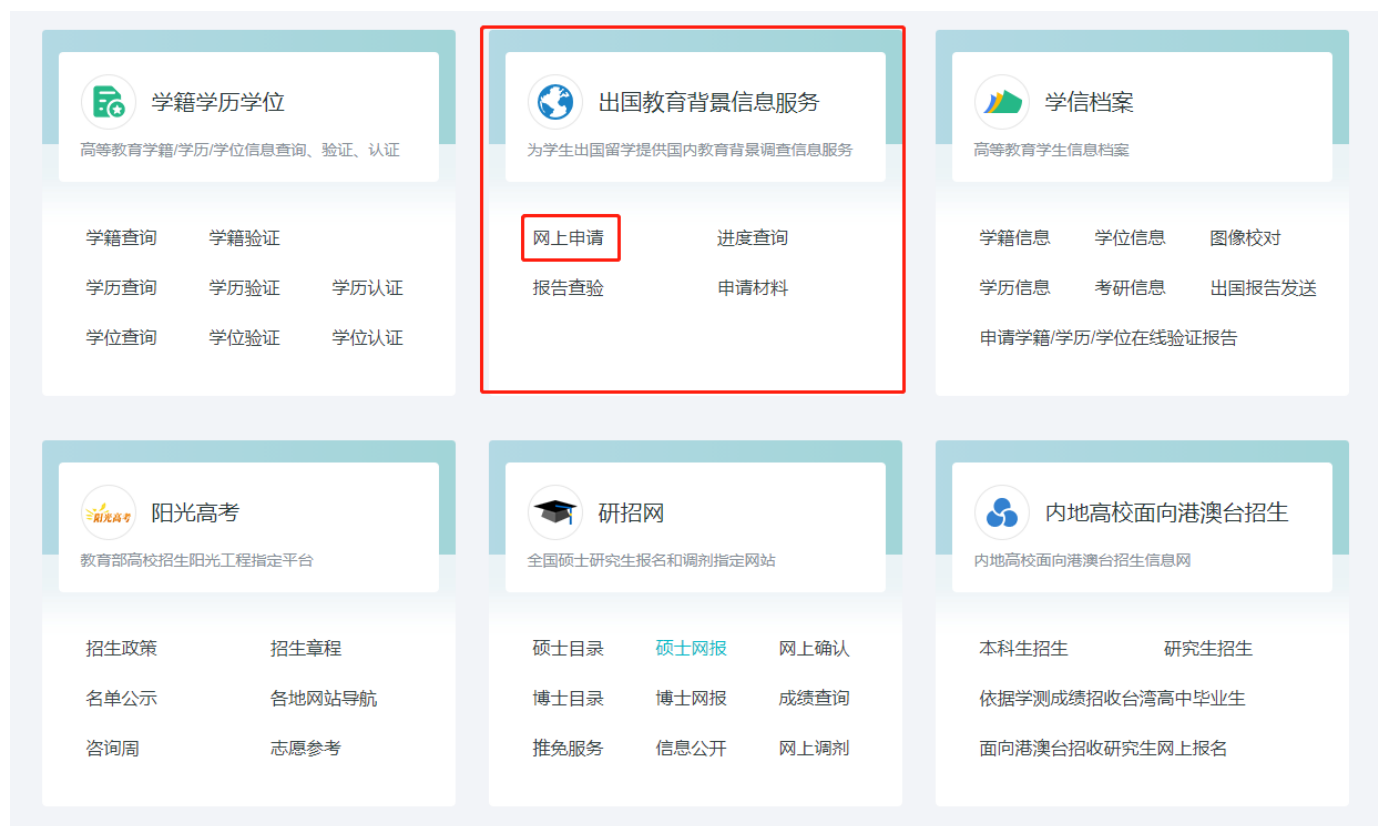 学籍学历学位
高等教育学籍/学历/学位信息查询、验证、认证
学籍查询 学籍验证
学历查询 学历验证 学历认证
学位查询 学位验证 学位认证
出国教育背景信息服务
为学生出国留学提供国内教育背景调查信息服务
网上申请 进度查询
报告查验 申请材料
学信档案
高等教育学生信息档案
学籍信息 学位信息 图像校对
学历信息 考研信息 出国报告发送
申请学籍/学历/学位在线验证报告
阳光高考
阳光高考
教育部高校招生阳光工程指定平台
招生政策 招生章程
名单公示 各地网站导航
咨询周 志愿参考
研招网
全国硕士研究生报名和调剂指定网站
硕士目录 硕士网报 网上确认
博士目录 博士网报 成绩查询
推免服务 信息公开 网上调剂
内地高校面向港澳台招生
内地高校面向港澳台招生信息网
本科生招生 研究生招生
依据学测成绩招收台湾高中毕业生
面向港澳台招收研究生网上报名